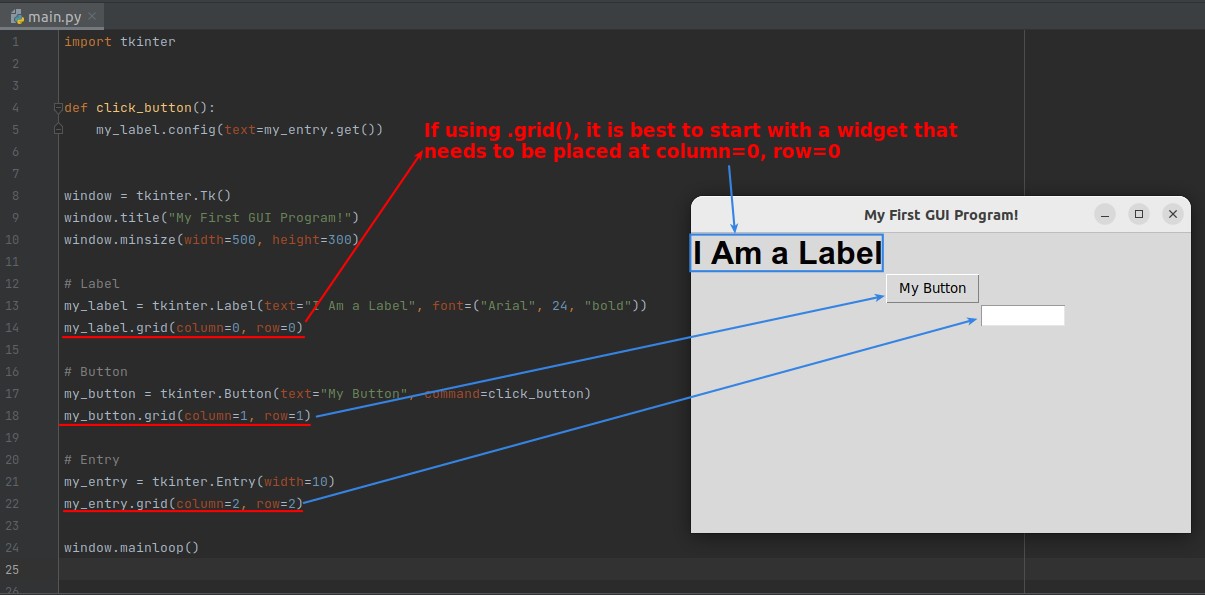 main.py
1 import tkinter
2
3
4 def click_button():
5     my_label.config(text=my_entry.get())
If using .grid(), it is best to start with a widget that
needs to be placed at column=0, row=0
6
7
8 window = tkinter.Tk()
9 window.title("My First GUI Program!")
10 window.minsize(width=500, height=300)
11
12 # Label
13 my_label = tkinter.Label(text="I Am a Label", font=("Arial", 24, "bold"))
14 my_label.grid(column=0, row=0)
15
16 # Button
17 my_button = tkinter.Button(text="My Button", command=click_button)
18 my_button.grid(column=1, row=1)
19
20 # Entry
21 my_entry = tkinter.Entry(width=10)
22 my_entry.grid(column=2, row=2)
23
24 window.mainloop()
25
26
My First GUI Program!
I Am a Label
My Button